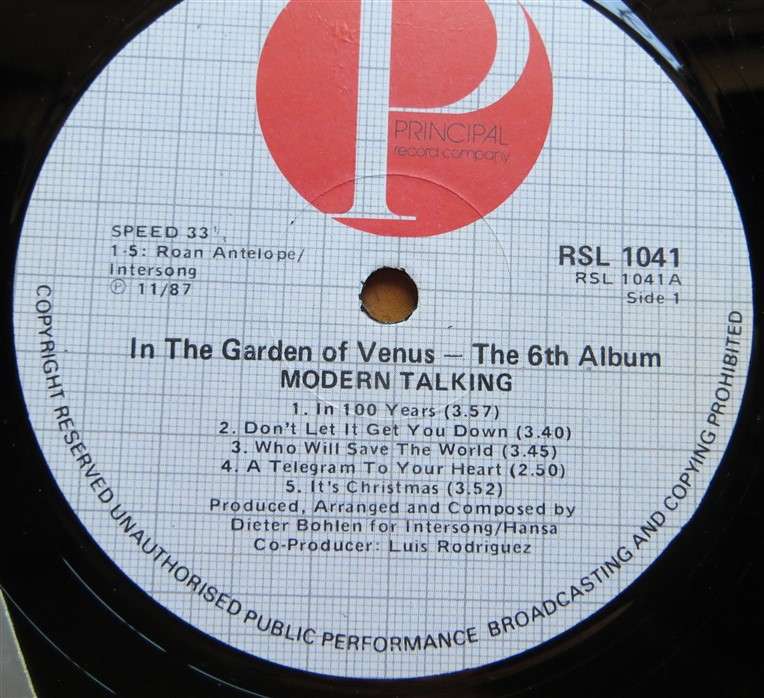 P
PRINCIPAL
record company
SPEED 33⅓
1-5: Roan Antelope/
Intersong
℗ 11/87
RSL 1041
RSL 1041A
Side 1
In The Garden of Venus – The 6th Album
MODERN TALKING
1. In 100 Years (3.57)
2. Don't Let It Get You Down (3.40)
3. Who Will Save The World (3.45)
4. A Telegram To Your Heart (2.50)
5. It's Christmas (3.52)
Produced, Arranged and Composed by
Dieter Bohlen for Intersong/Hansa
Co-Producer: Luis Rodriguez
COPYRIGHT RESERVED UNAUTHORISED PUBLIC PERFORMANCE BROADCASTING AND COPYING PROHIBITED